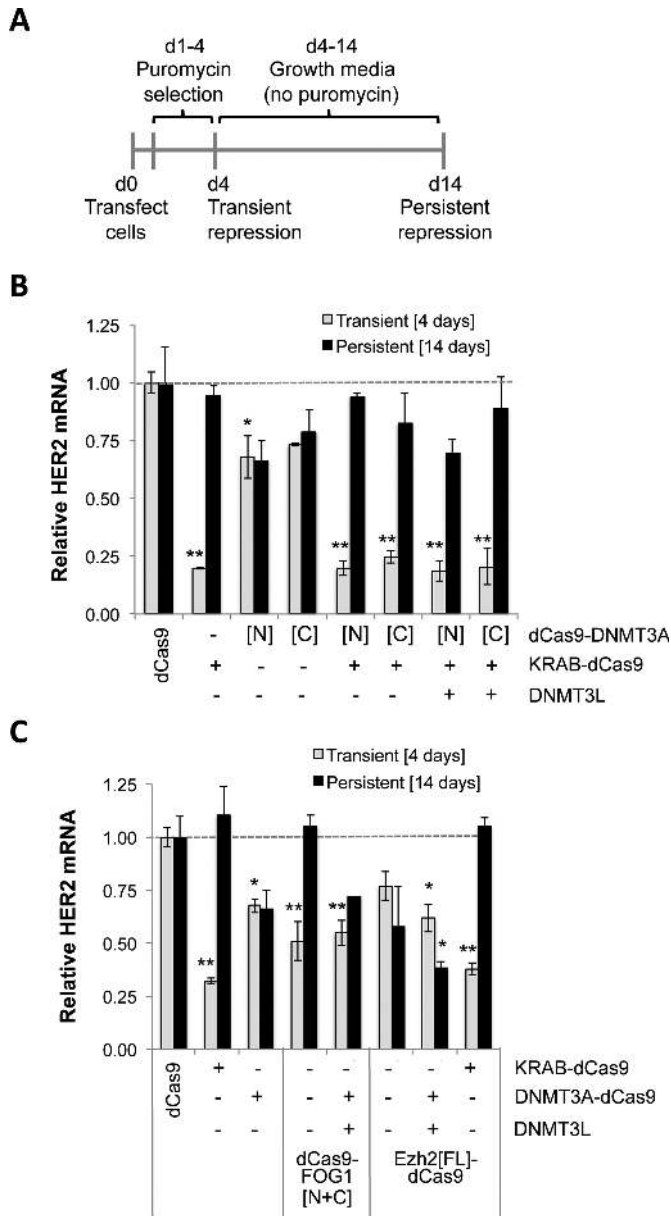 A
d1-4
Puromycin
selection
d4-14
Growth media
(no puromycin)
d0
Transfect
cells
d4
Transient
repression
d14
Persistent
repression
B
Relative HER2 mRNA
1.25
1.00
0.75
0.50
0.25
0.00
Transient [4 days]
Persistent [14 days]
** * ** ** ** **
dCas9
- [N] [C] [N] [C] [N] [C] dCas9-DNMT3A
+ - - + + + + KRAB-dCas9
- - - - - + + DNMT3L
C
Relative HER2 mRNA
1.25
1.00
0.75
0.50
0.25
0.00
Transient [4 days]
Persistent [14 days]
** * ** ** * * **
dCas9
+ - - - - - + KRAB-dCas9
- + - + - + - DNMT3A-dCas9
- - - + - + - DNMT3L
dCas9-
FOG1
[N+C]
Ezh2[FL]-
dCas9